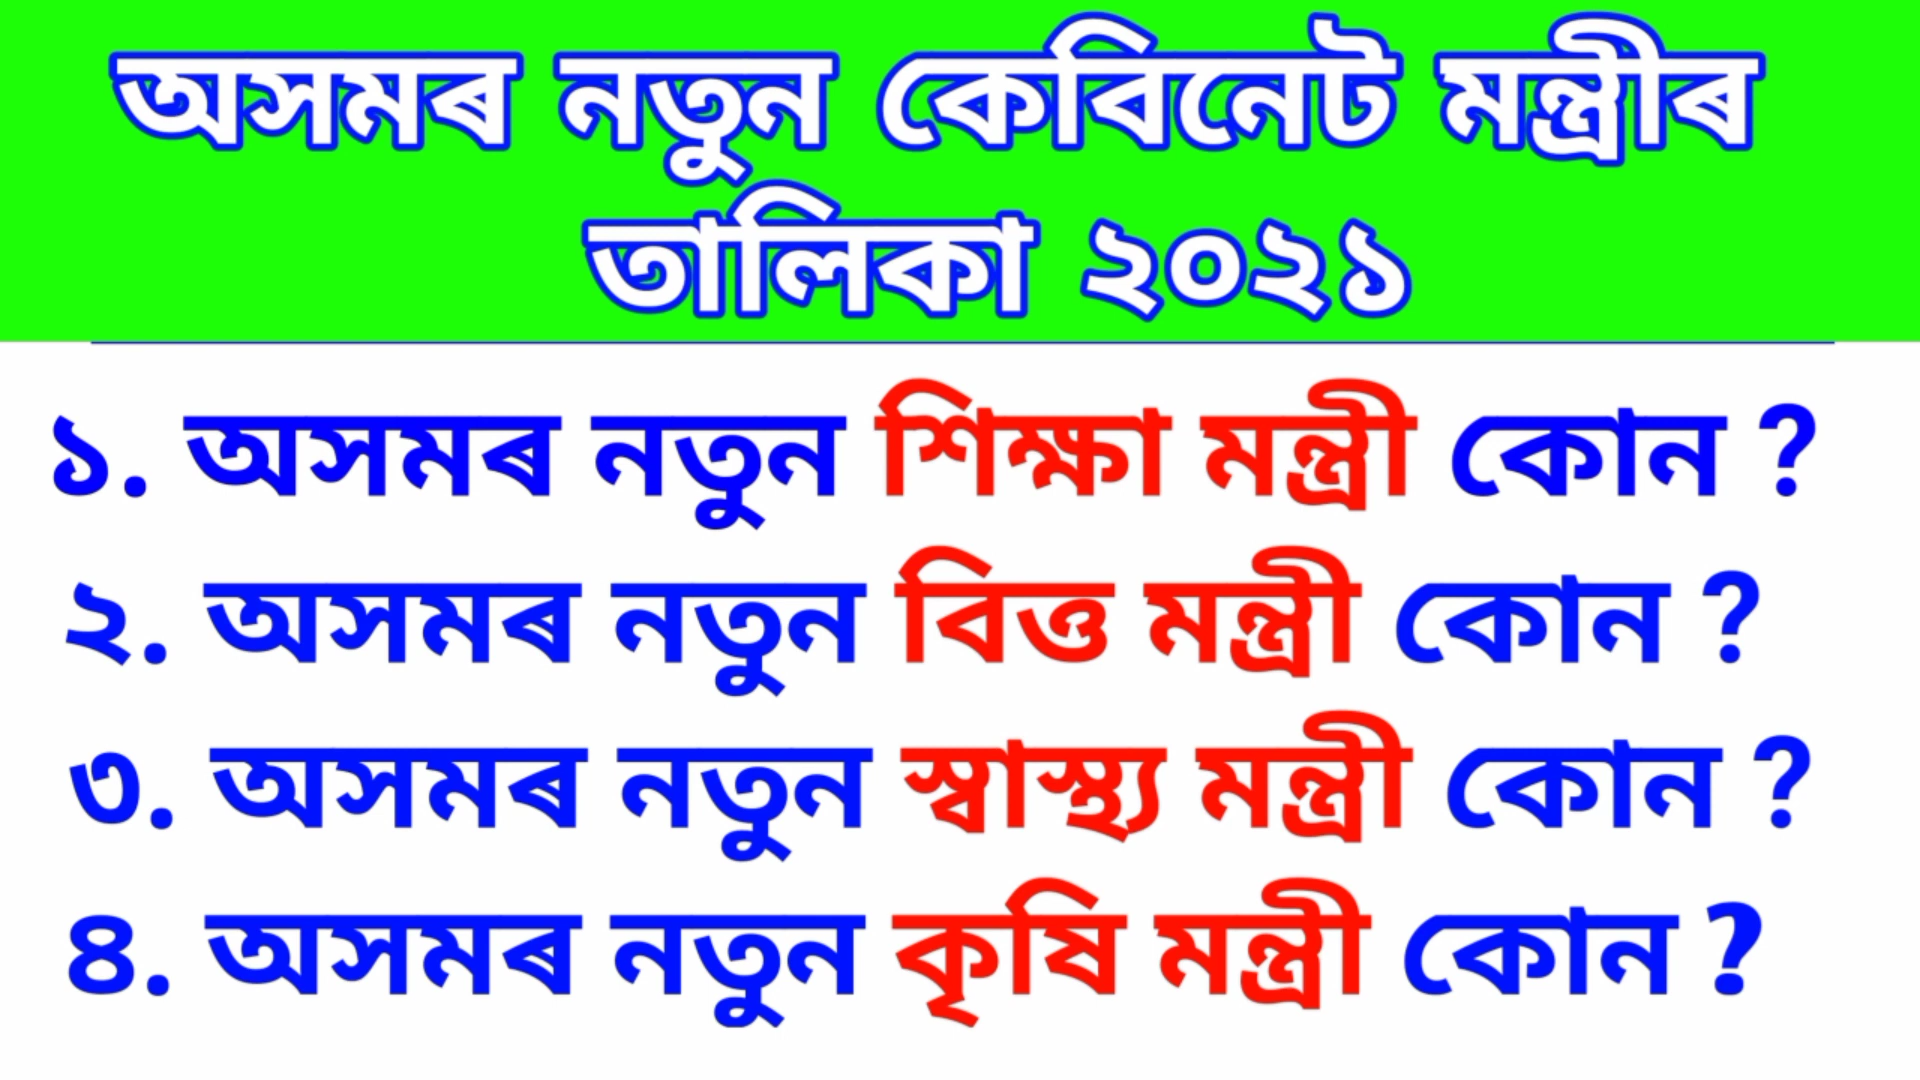 অসমৰ নতুন কেবিনেট মন্ত্ৰীৰ
তালিকা ২০২১
১. অসমৰ নতুন শিক্ষা মন্ত্ৰী কোন ?
২. অসমৰ নতুন বিত্ত মন্ত্ৰী কোন ?
৩. অসমৰ নতুন স্বাস্থ্য মন্ত্ৰী কোন ?
৪. অসমৰ নতুন কৃষি মন্ত্ৰী কোন ?